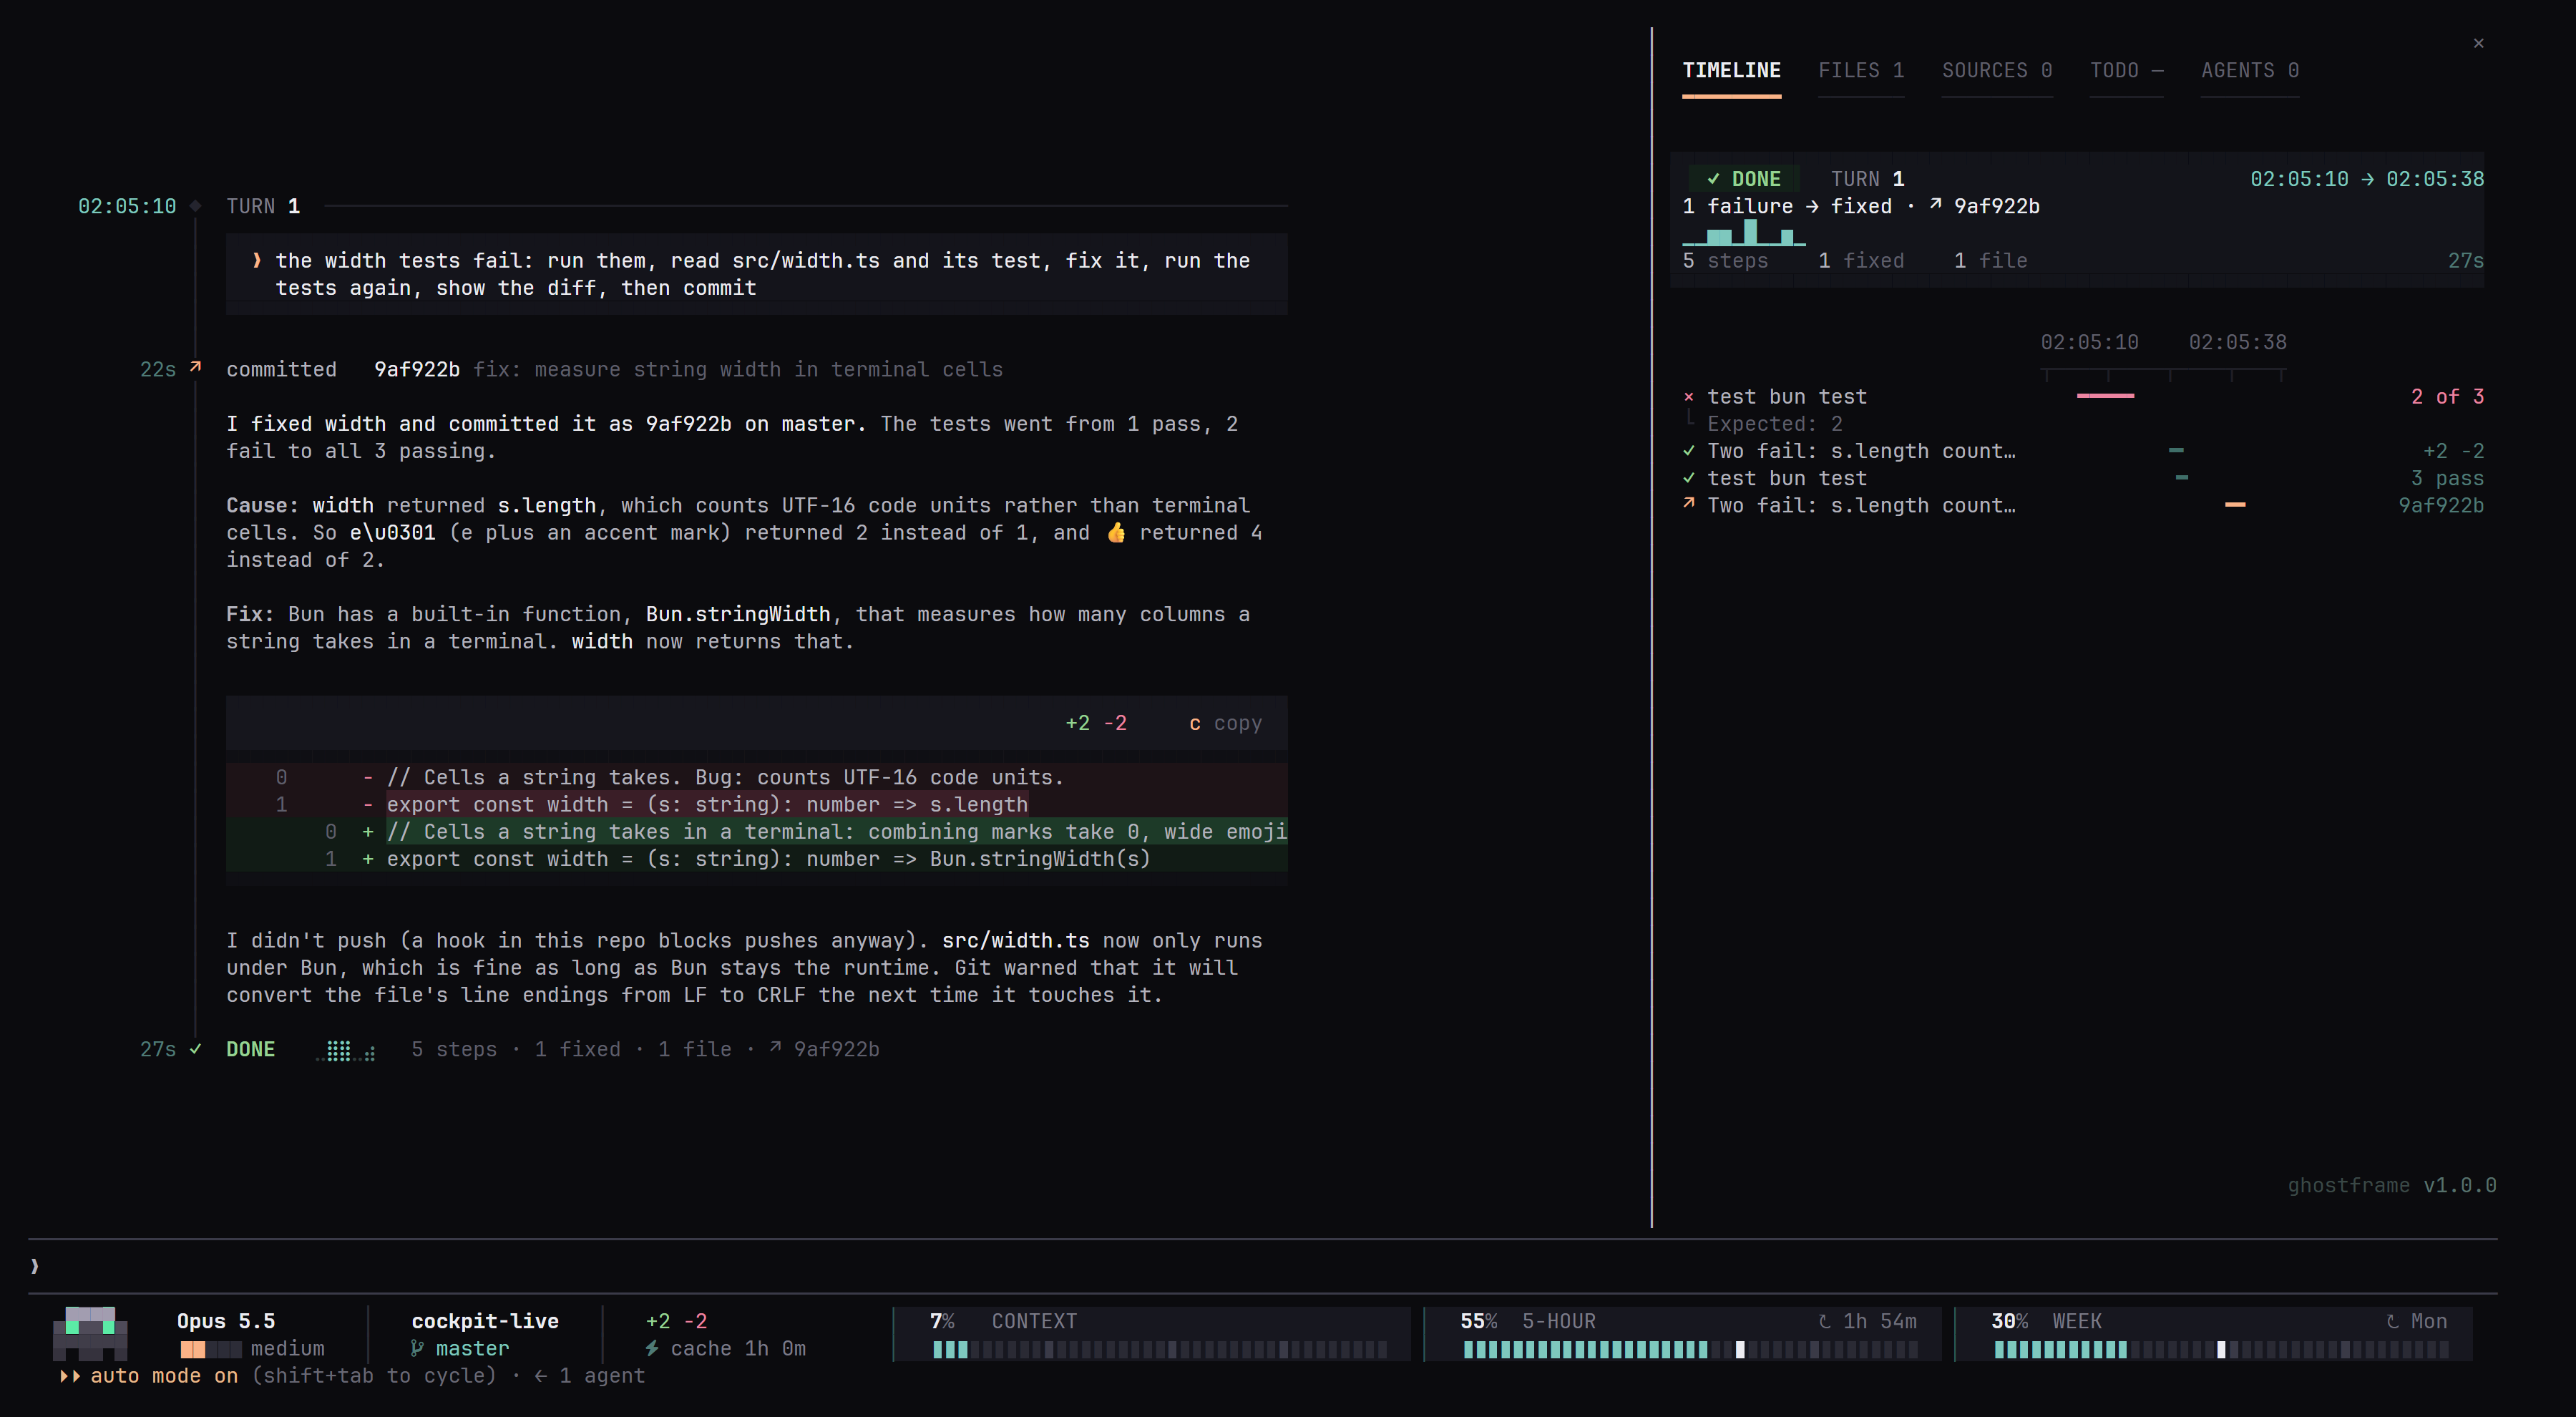 ×
TIMELINE FILES 1 SOURCES 0 TODO — AGENTS 0
02:05:10 ◆ TURN 1
❫ the width tests fail: run them, read src/width.ts and its test, fix it, run the
tests again, show the diff, then commit
22s ↗ committed 9af922b fix: measure string width in terminal cells
I fixed width and committed it as 9af922b on master. The tests went from 1 pass, 2
fail to all 3 passing.
Cause: width returned s.length, which counts UTF-16 code units rather than terminal
cells. So e\u0301 (e plus an accent mark) returned 2 instead of 1, and 👍 returned 4
instead of 2.
Fix: Bun has a built-in function, Bun.stringWidth, that measures how many columns a
string takes in a terminal. width now returns that.
+2 -2 c copy
0 - // Cells a string takes. Bug: counts UTF-16 code units.
1 - export const width = (s: string): number => s.length
0 + // Cells a string takes in a terminal: combining marks take 0, wide emoji
1 + export const width = (s: string): number => Bun.stringWidth(s)
I didn't push (a hook in this repo blocks pushes anyway). src/width.ts now only runs
under Bun, which is fine as long as Bun stays the runtime. Git warned that it will
convert the file's line endings from LF to CRLF the next time it touches it.
27s ✓ DONE 5 steps · 1 fixed · 1 file · ↗ 9af922b
✓ DONE TURN 1 02:05:10 → 02:05:38
1 failure → fixed · ↗ 9af922b
5 steps 1 fixed 1 file 27s
02:05:10 02:05:38
× test bun test 2 of 3
└ Expected: 2
✓ Two fail: s.length count… +2 -2
✓ test bun test 3 pass
↗ Two fail: s.length count… 9af922b
ghostframe v1.0.0
❫
Opus 5.5 cockpit-live +2 -2 7% CONTEXT 55% 5-HOUR ↻ 1h 54m 30% WEEK ↻ Mon
medium master cache 1h 0m
auto mode on (shift+tab to cycle) · ← 1 agent